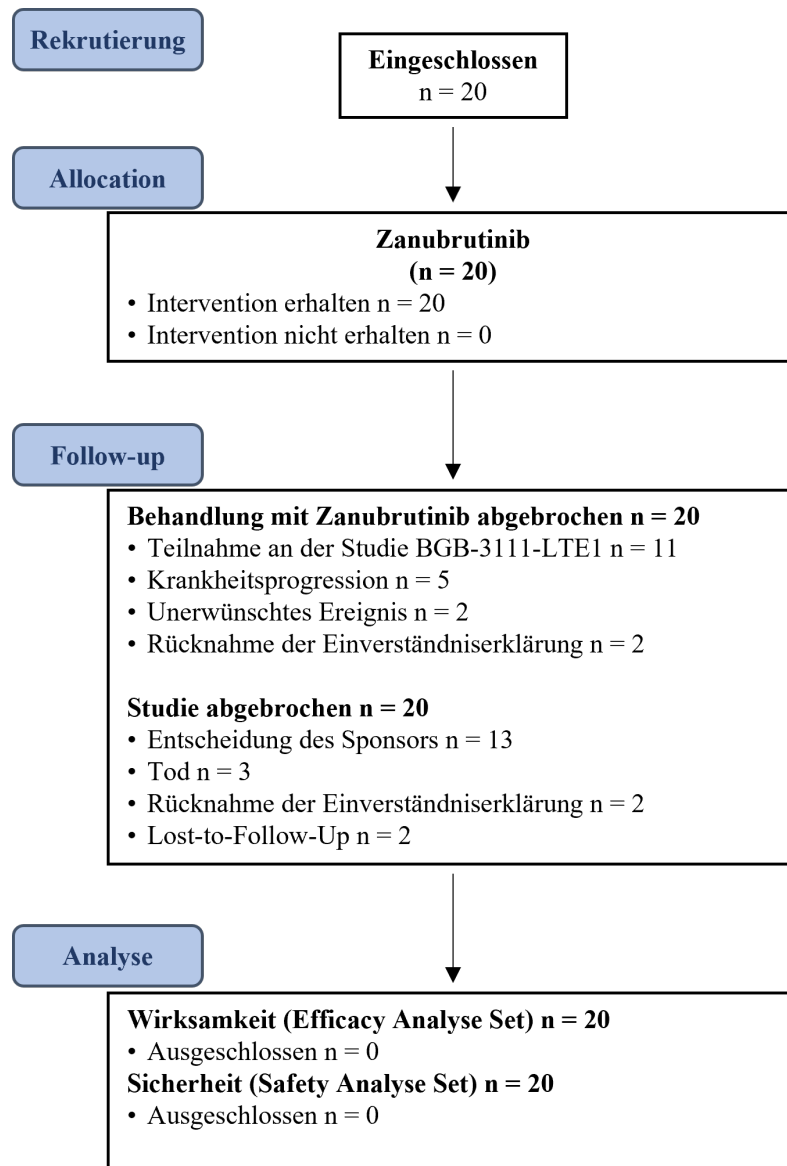 Rekrutierung
Eingeschlossen
n = 20
Allocation
Zanubrutinib
(n = 20)
• Intervention erhalten n = 20
• Intervention nicht erhalten n = 0
Follow-up
Behandlung mit Zanubrutinib abgebrochen n = 20
• Teilnahme an der Studie BGB-3111-LTE1 n = 11
• Krankheitsprogression n = 5
• Unerwünschtes Ereignis n = 2
• Rücknahme der Einverständniserklärung n = 2
Studie abgebrochen n = 20
• Entscheidung des Sponsors n = 13
• Tod n = 3
• Rücknahme der Einverständniserklärung n = 2
• Lost-to-Follow-Up n = 2
Analyse
Wirksamkeit (Efficacy Analyse Set) n = 20
• Ausgeschlossen n = 0
Sicherheit (Safety Analyse Set) n = 20
• Ausgeschlossen n = 0